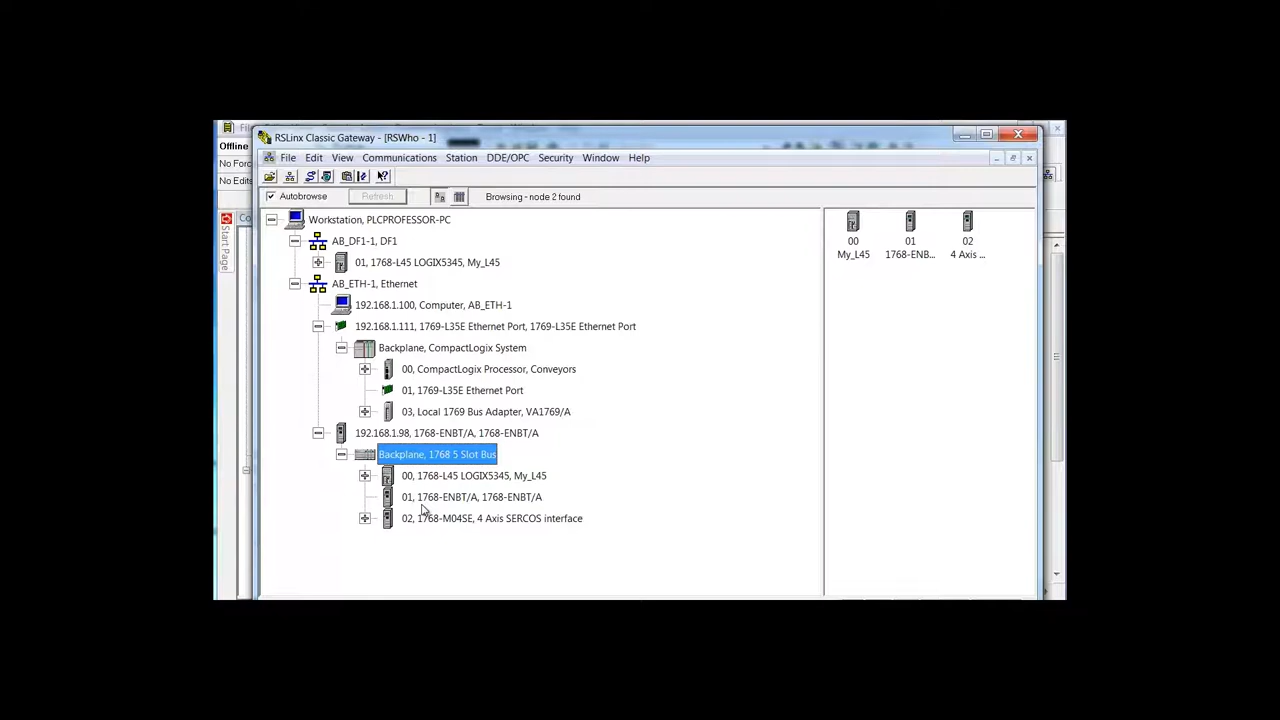 RSLinx Classic Gateway - [RSWho - 1]
Offline
File Edit View Communications Station DDE/OPC Security Window Help
No Forc
No Edits
Autobrowse Refresh Browsing - node 2 found
Start Page
Co
Workstation, PLCPROFESSOR-PC
AB_DF1-1, DF1
01, 1768-L45 LOGIX5345, My_L45
AB_ETH-1, Ethernet
192.168.1.100, Computer, AB_ETH-1
192.168.1.111, 1769-L35E Ethernet Port, 1769-L35E Ethernet Port
Backplane, CompactLogix System
00, CompactLogix Processor, Conveyors
01, 1769-L35E Ethernet Port
03, Local 1769 Bus Adapter, VA1769/A
192.168.1.98, 1768-ENBT/A, 1768-ENBT/A
Backplane, 1768 5 Slot Bus
00, 1768-L45 LOGIX5345, My_L45
01, 1768-ENBT/A, 1768-ENBT/A
02, 1768-M04SE, 4 Axis SERCOS interface
00 01 02
My_L45 1768-ENB... 4 Axis ...